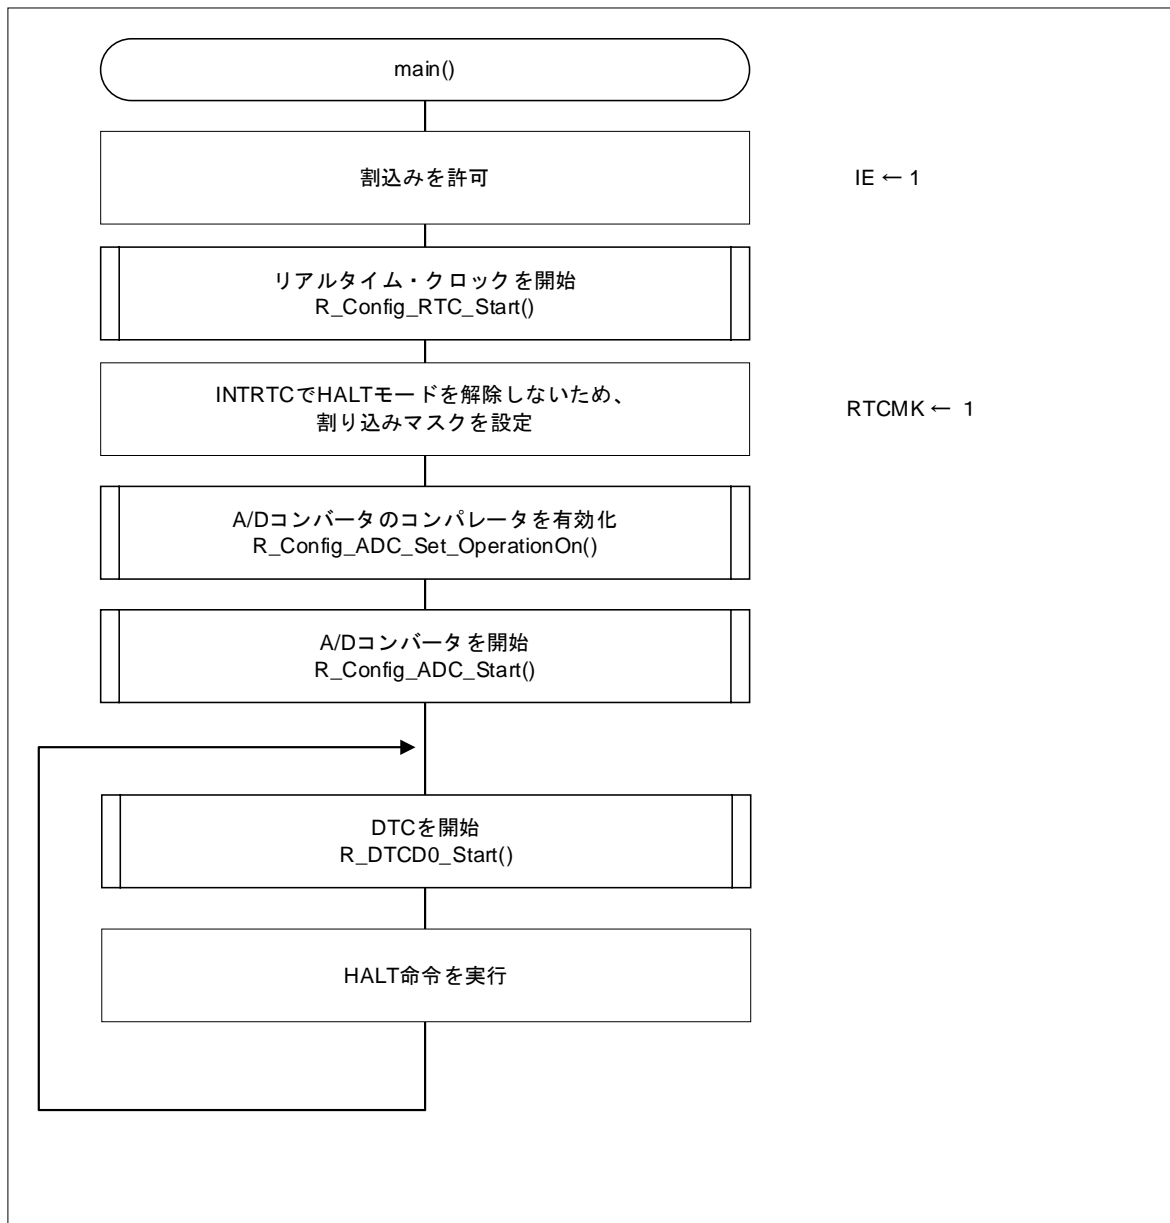 main()
割込みを許可
IE ← 1
リアルタイム・クロックを開始
R_Config_RTC_Start()
INTRTCでHALTモードを解除しないため、
割り込みマスクを設定
RTCMK ← 1
A/Dコンバータのコンパレータを有効化
R_Config_ADC_Set_OperationOn()
A/Dコンバータを開始
R_Config_ADC_Start()
DTCを開始
R_DTCD0_Start()
HALT命令を実行